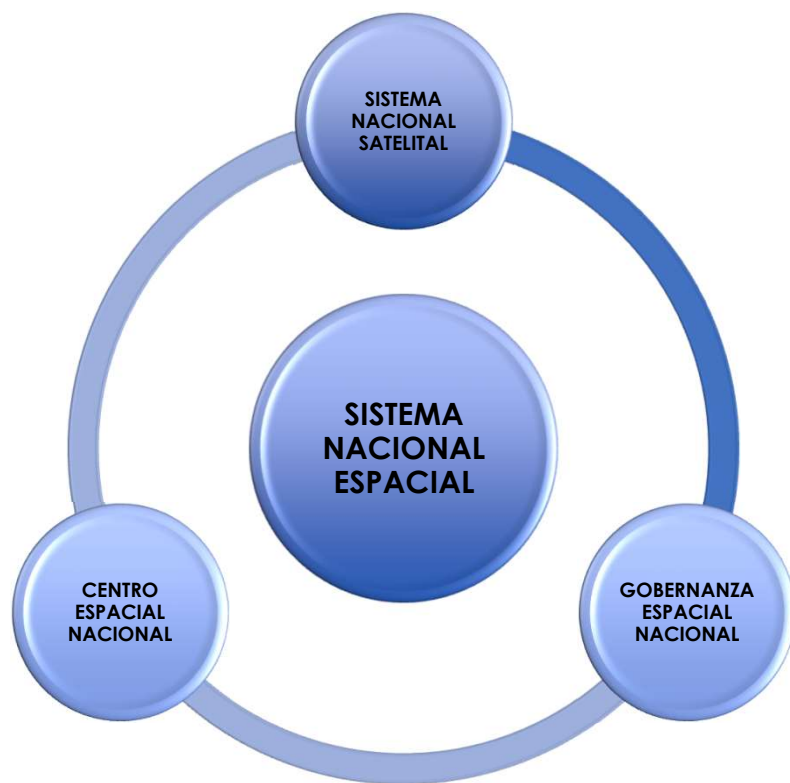 SISTEMA
NACIONAL
SATELITAL
SISTEMA
NACIONAL
ESPACIAL
CENTRO
ESPACIAL
NACIONAL
GOBERNANZA
ESPACIAL
NACIONAL